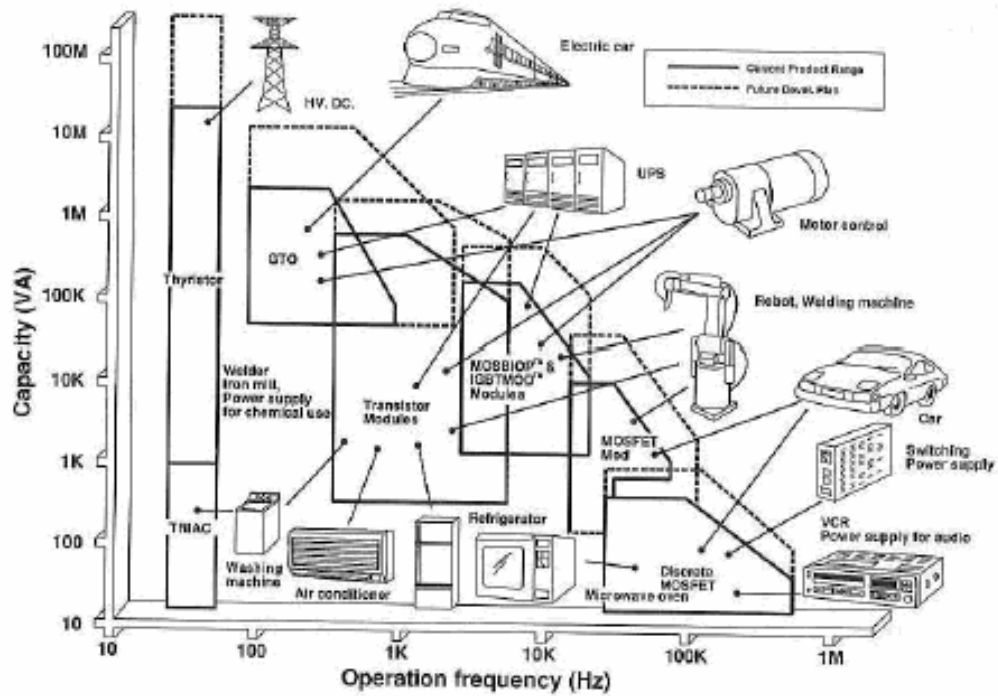 100M
10M
1M
100K
10K
1K
100
10
Capacity (VA)
10
100
1K
10K
100K
1M
Operation frequency (Hz)
Electric car
HV. DC.
Current Product Range
Future Devel. Plan
UPS
Motor control
GTO
Thyristor
Robot, Welding machine
Welder
Iron mill,
Power supply
for chemical use
Transistor
Modules
MOSBIOP™ &
IGBTMOD™
Modules
MOSFET
Mod
Car
Switching
Power supply
TRIAC
Washing
machine
Air conditioner
Refrigerator
Microwave oven
Discrete
MOSFET
VCR
Power supply for audio